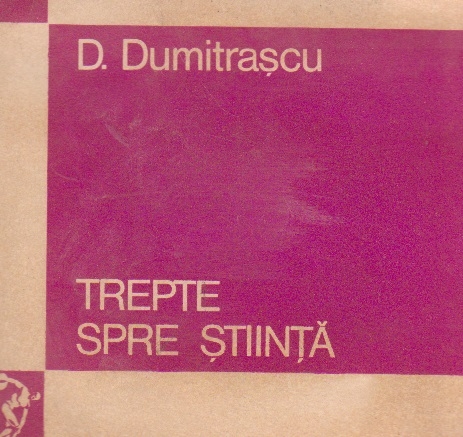 D. Dumitrașcu
TREPTE
SPRE ȘTIINȚĂ